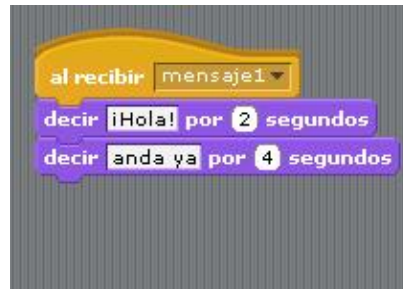 al recibir mensaje1
decir ¡Hola! por 2 segundos
decir anda ya por 4 segundos